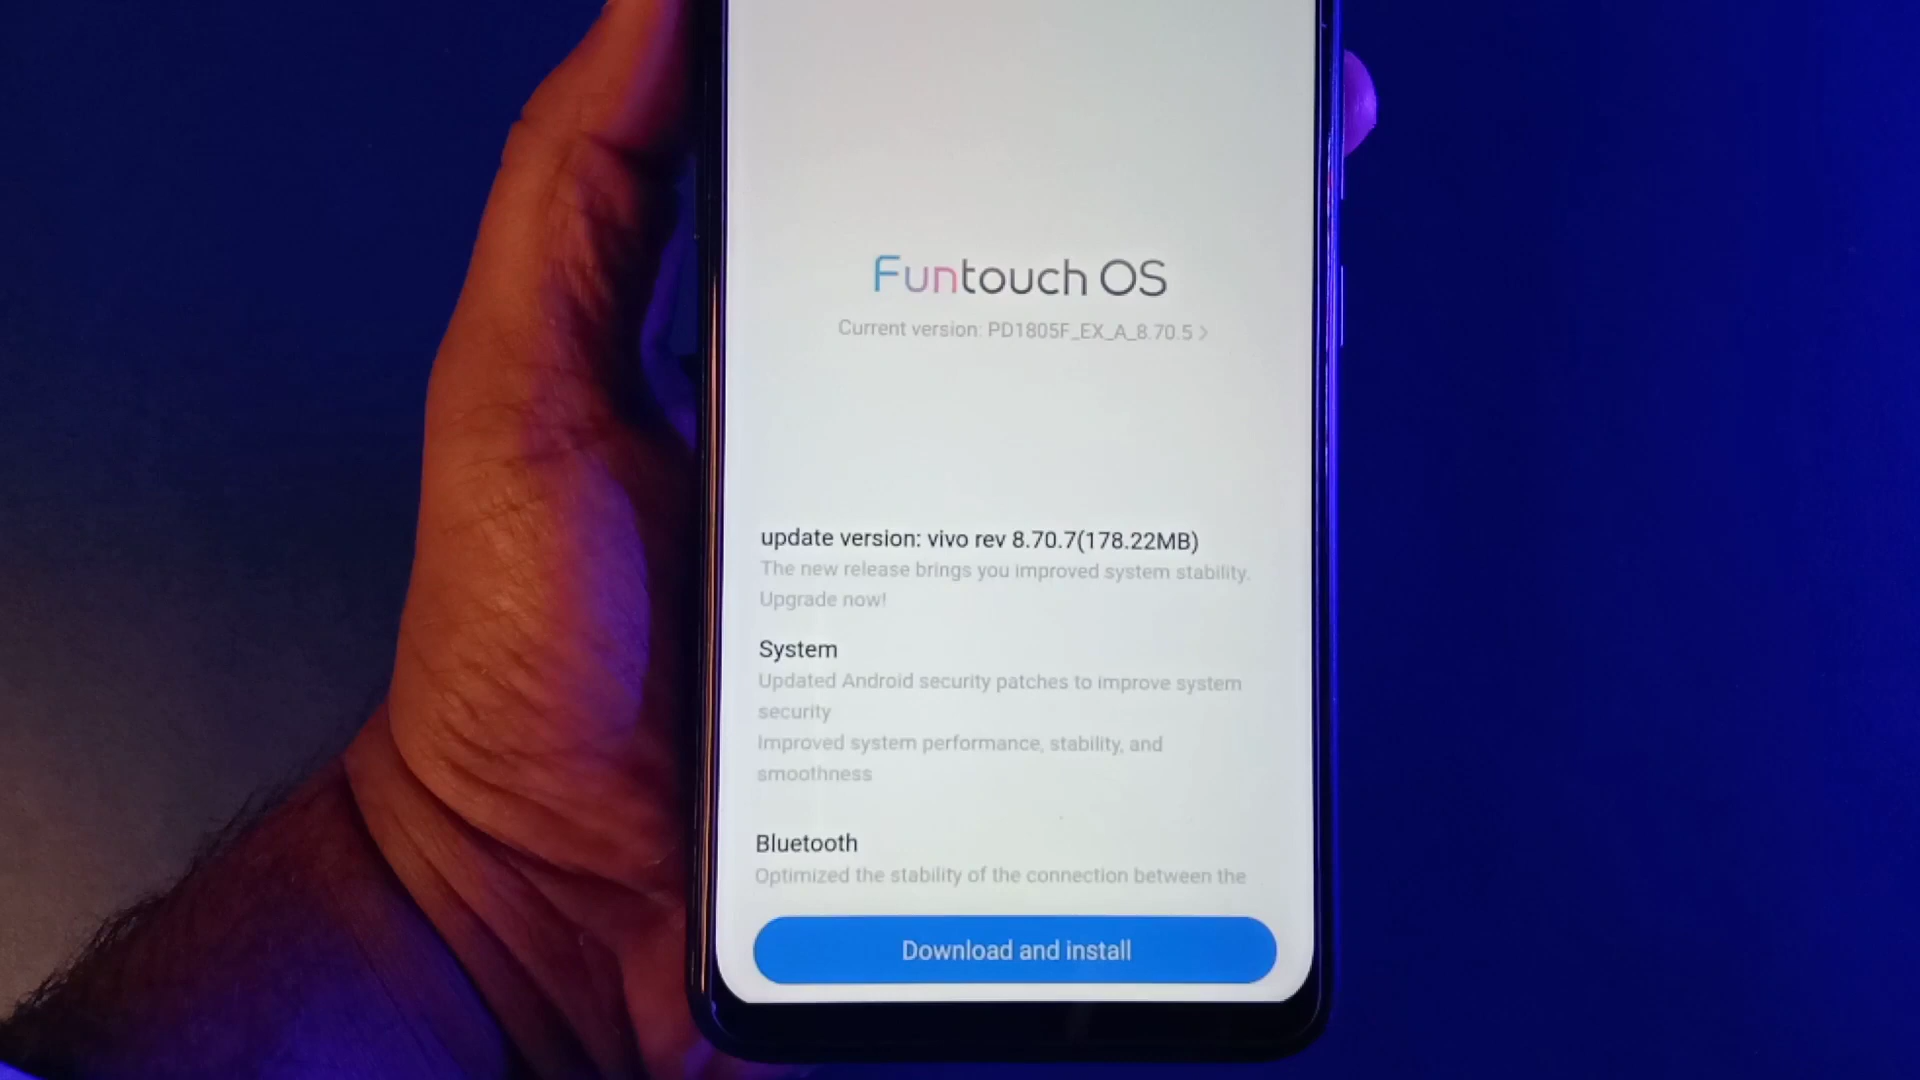 Funtouch OS
Current version: PD1805F_EX_A_8.70.5 >
update version: vivo rev 8.70.7(178.22MB)
The new release brings you improved system stability.
Upgrade now!
System
Updated Android security patches to improve system
security
Improved system performance, stability, and
smoothness
Bluetooth
Optimized the stability of the connection between the
Download and install